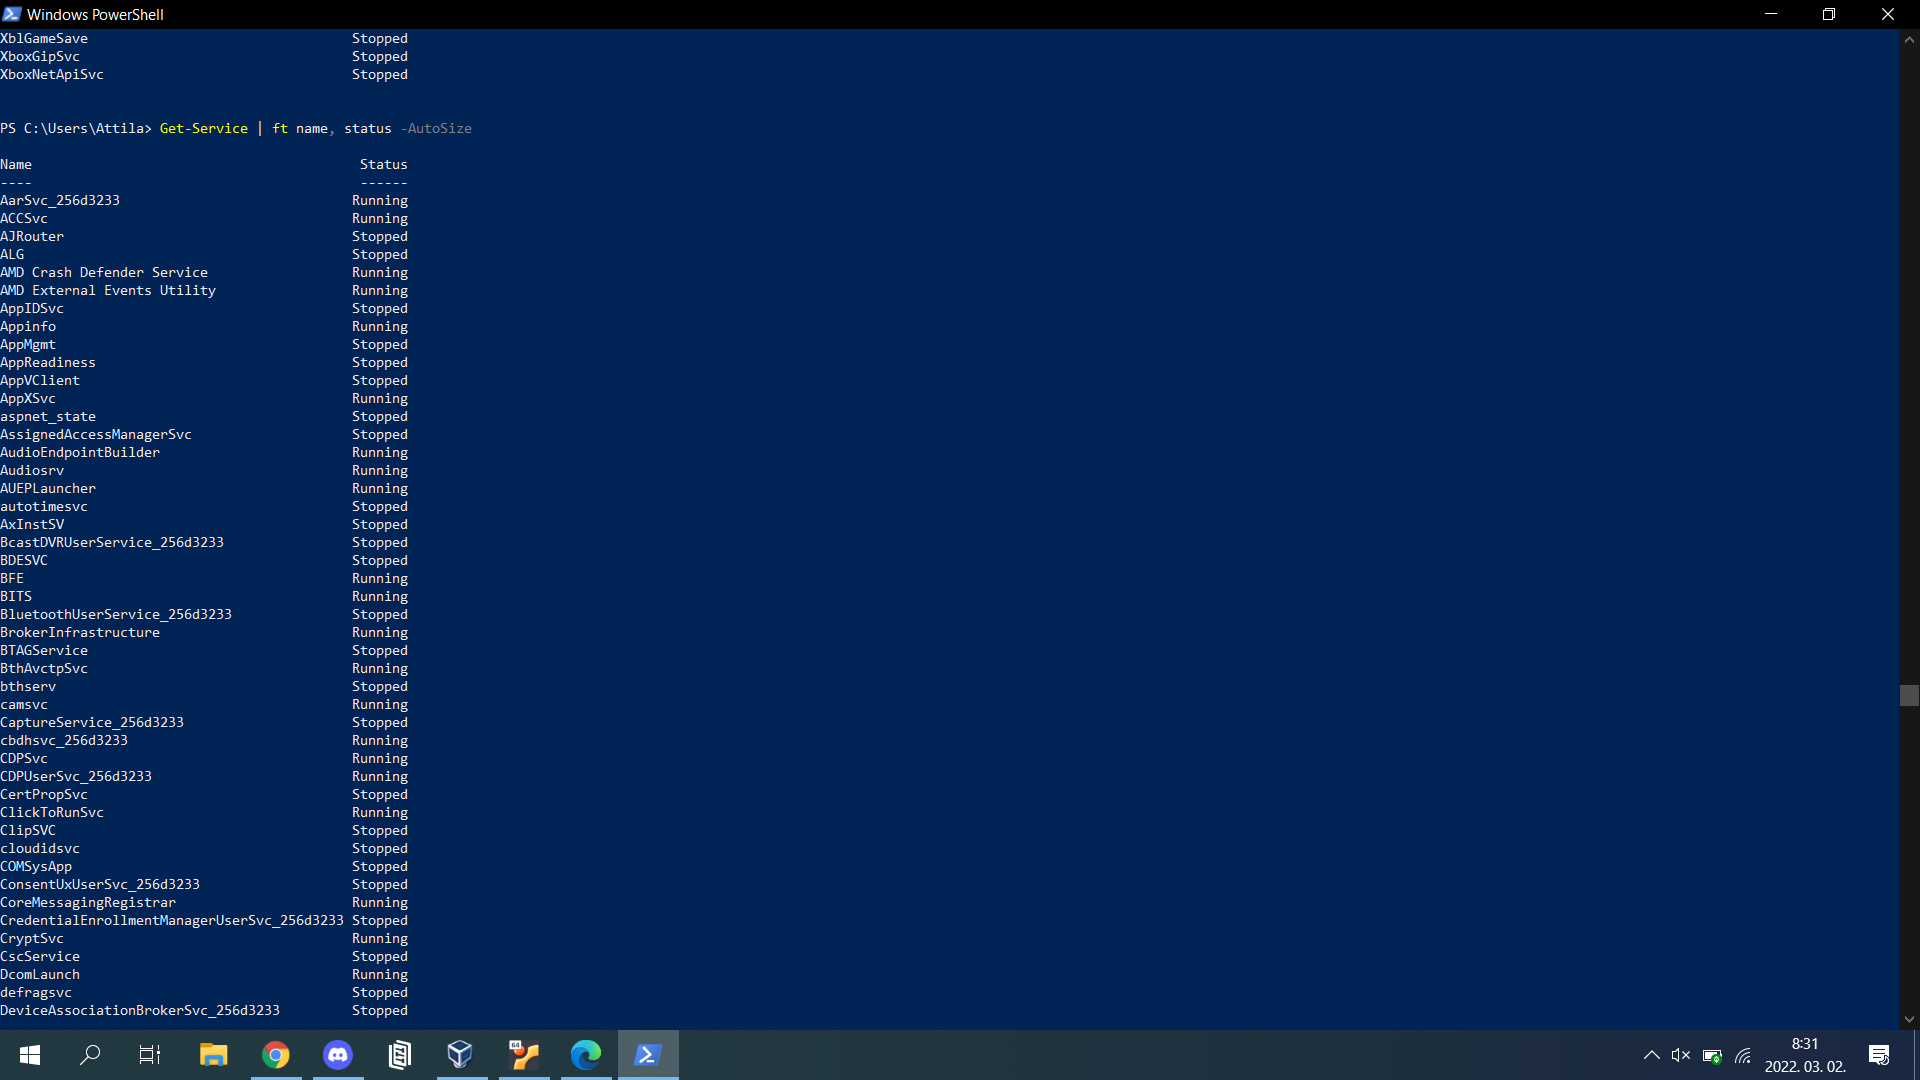 Windows PowerShell
XblGameSave Stopped
XboxGipSvc Stopped
XboxNetApiSvc Stopped
PS C:\Users\Attila> Get-Service | ft name, status -AutoSize
Name Status
---- ------
AarSvc_256d3233 Running
ACCSvc Running
AJRouter Stopped
ALG Stopped
AMD Crash Defender Service Running
AMD External Events Utility Running
AppIDSvc Stopped
Appinfo Running
AppMgmt Stopped
AppReadiness Stopped
AppVClient Stopped
AppXSvc Running
aspnet_state Stopped
AssignedAccessManagerSvc Stopped
AudioEndpointBuilder Running
Audiosrv Running
AUEPLauncher Running
autotimesvc Stopped
AxInstSV Stopped
BcastDVRUserService_256d3233 Stopped
BDESVC Stopped
BFE Running
BITS Running
BluetoothUserService_256d3233 Stopped
BrokerInfrastructure Running
BTAGService Stopped
BthAvctpSvc Running
bthserv Stopped
camsvc Running
CaptureService_256d3233 Stopped
cbdhsvc_256d3233 Running
CDPSvc Running
CDPUserSvc_256d3233 Running
CertPropSvc Stopped
ClickToRunSvc Running
ClipSVC Stopped
cloudidsvc Stopped
COMSysApp Stopped
ConsentUxUserSvc_256d3233 Stopped
CoreMessagingRegistrar Running
CredentialEnrollmentManagerUserSvc_256d3233 Stopped
CryptSvc Running
CscService Stopped
DcomLaunch Running
defragsvc Stopped
DeviceAssociationBrokerSvc_256d3233 Stopped
64
8:31
2022. 03. 02.